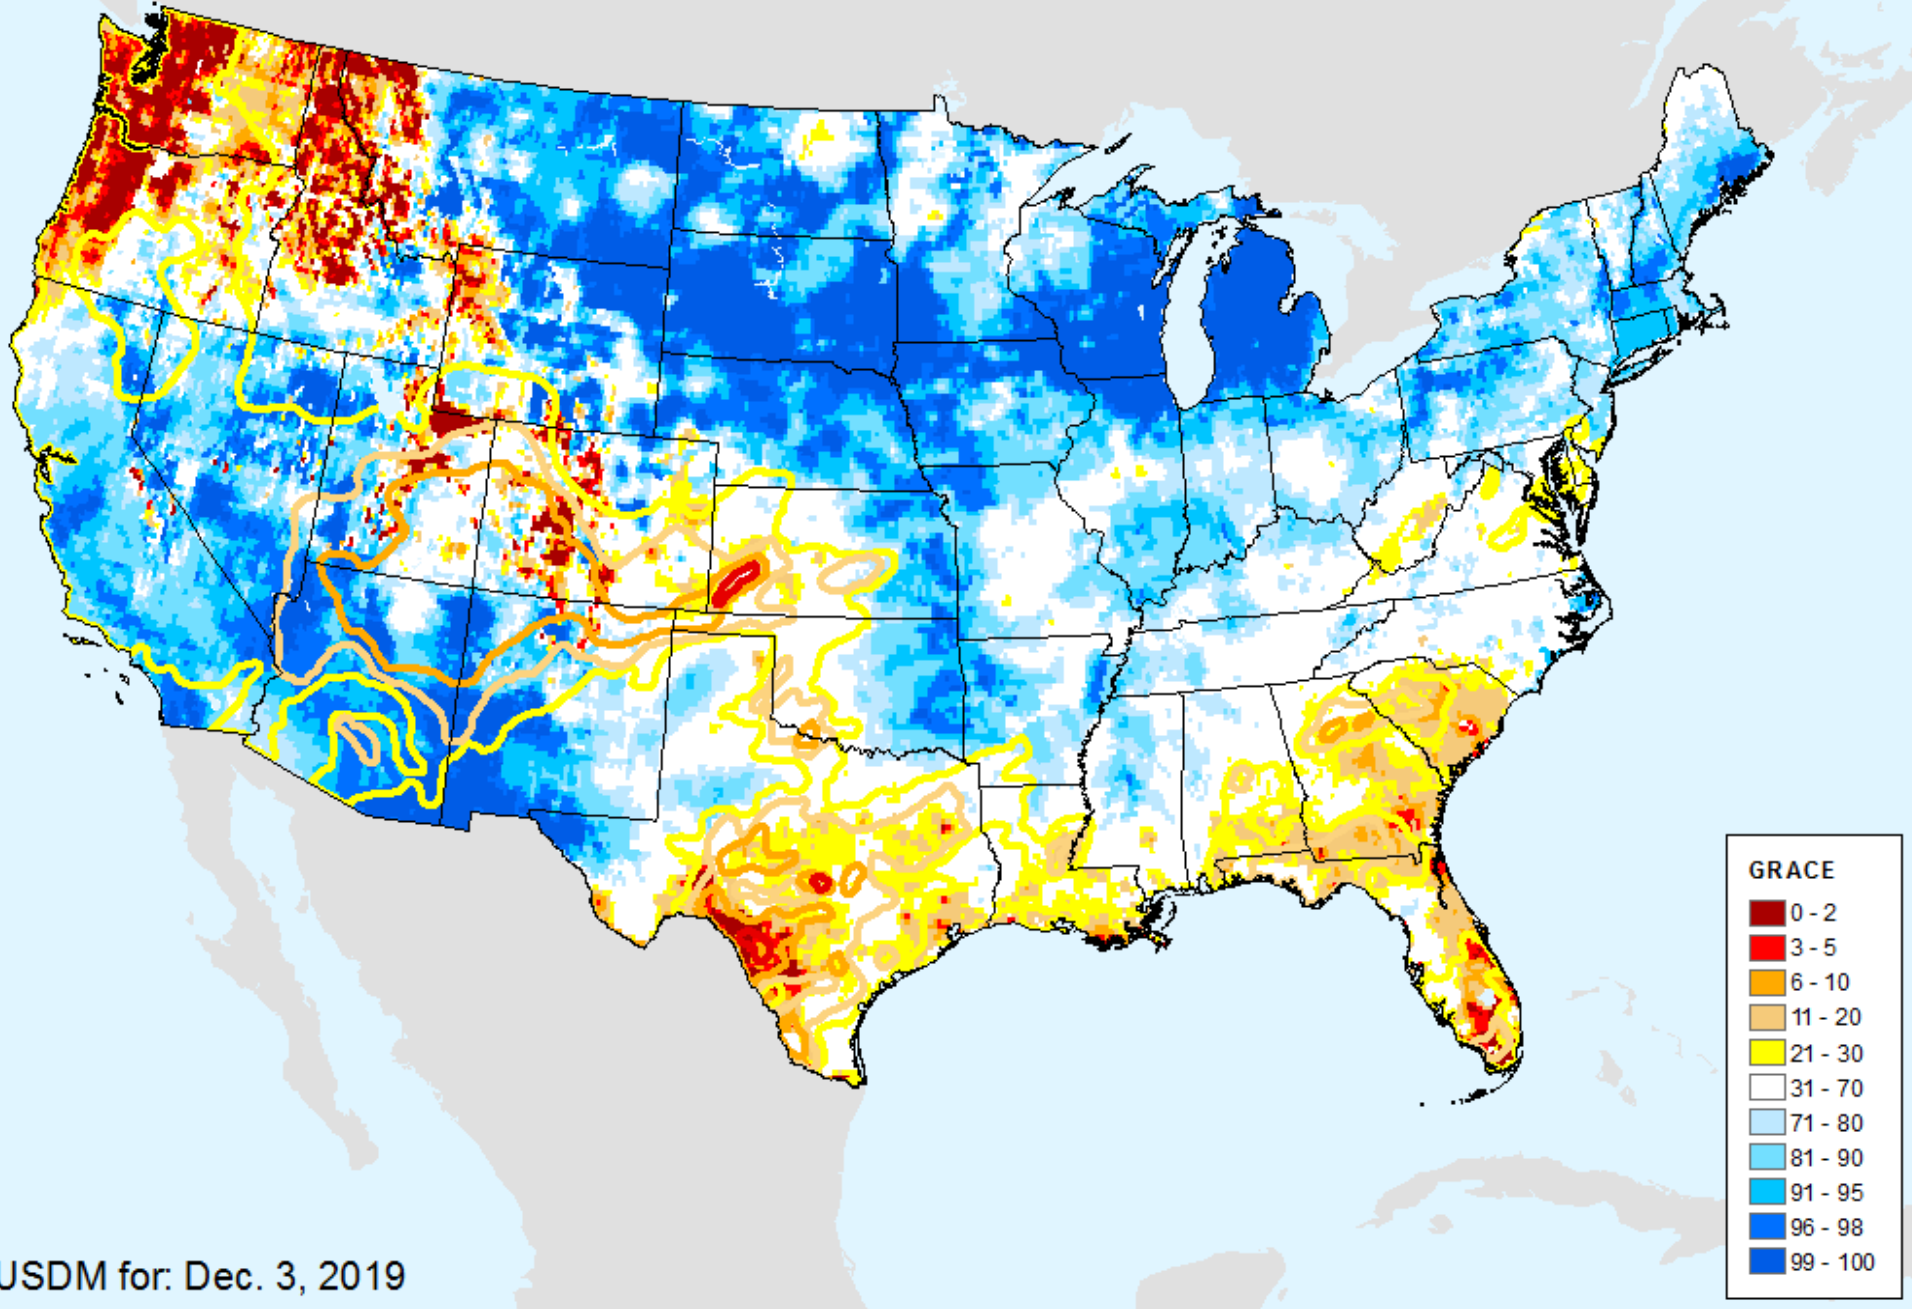 GRACE
0 - 2
3 - 5
6 - 10
11 - 20
21 - 30
31 - 70
71 - 80
81 - 90
91 - 95
96 - 98
99 - 100
USDM for: Dec. 3, 2019